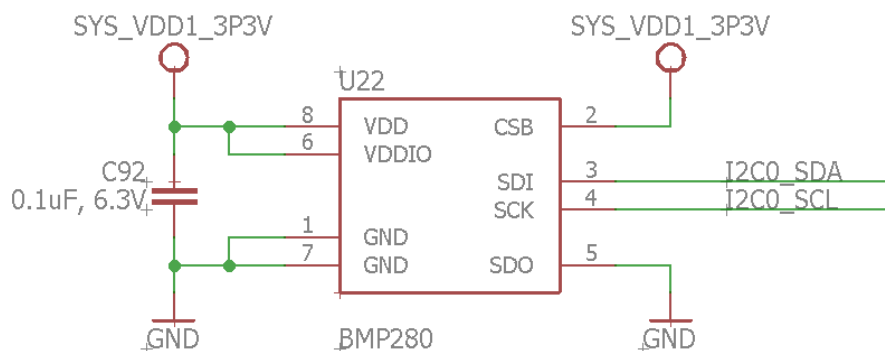 SYS_VDD1_3P3V
SYS_VDD1_3P3V
U22
8
VDD
CSB
2
6
VDDIO
C92
SDI
3
I2C0_SDA
0.1uF, 6.3V
SCK
4
I2C0_SCL
1
GND
7
GND
SDO
5
GND
BMP280
GND